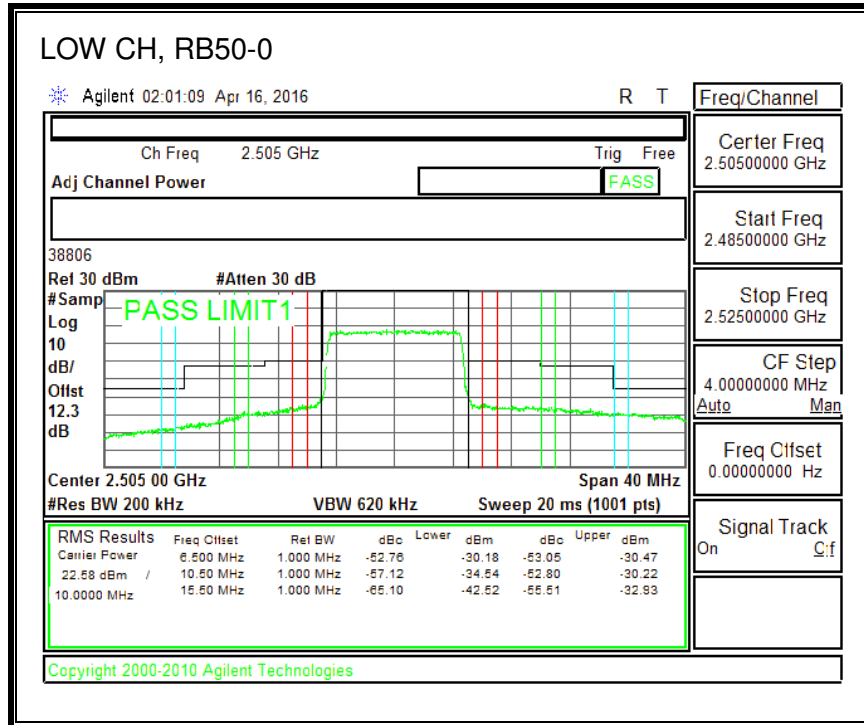 LOW CH, RB50-0
Agilent 02:01:09 Apr 16, 2016 R T
Freq/Channel
Ch Freq 2.505 GHz Trig Free
Adj Channel Power PASS
Center Freq
2.50500000 GHz
Start Freq
2.48500000 GHz
38806
Ref 30 dBm #Atten 30 dB
#Samp
PASS LIMIT1
Log
10
dB/
Offst
12.3
dB
Stop Freq
2.52500000 GHz
CF Step
4.00000000 MHz
Auto Man
Freq Offset
0.00000000 Hz
Center 2.505 00 GHz Span 40 MHz
#Res BW 200 kHz VBW 620 kHz Sweep 20 ms (1001 pts)
Signal Track
On Off
RMS Results Freq Offset Ref BW dBc Lower dBm dBc Upper dBm
Carrier Power 6.500 MHz 1.000 MHz -52.76 -30.18 -53.05 -30.47
22.58 dBm / 10.50 MHz 1.000 MHz -57.12 -34.54 -52.80 -30.22
10.0000 MHz 15.50 MHz 1.000 MHz -65.10 -42.52 -55.51 -32.93
Copyright 2000-2010 Agilent Technologies